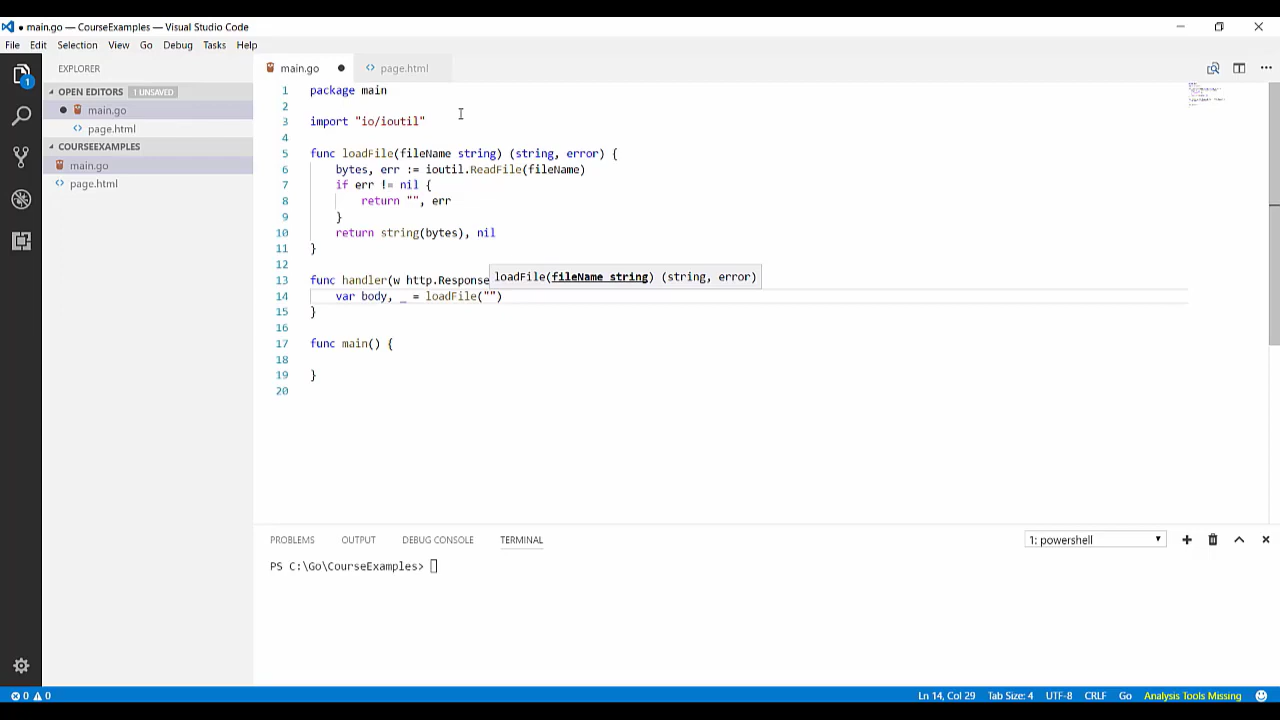 ● main.go — CourseExamples — Visual Studio Code
File Edit Selection View Go Debug Tasks Help
EXPLORER
main.go ●
page.html
OPEN EDITORS 1 UNSAVED
● main.go
page.html
COURSEEXAMPLES
main.go
page.html
1
1 package main
2
3 import "io/ioutil"
4
5 func loadFile(fileName string) (string, error) {
6 bytes, err := ioutil.ReadFile(fileName)
7 if err != nil {
8 return "", err
9 }
10 return string(bytes), nil
11 }
12
13 func handler(w http.Response
loadFile(fileName string) (string, error)
14 var body, _ = loadFile("")
15 }
16
17 func main() {
18
19 }
20
PROBLEMS OUTPUT DEBUG CONSOLE TERMINAL
1: powershell
PS C:\Go\CourseExamples>
0 0
Ln 14, Col 29 Tab Size: 4 UTF-8 CRLF Go Analysis Tools Missing